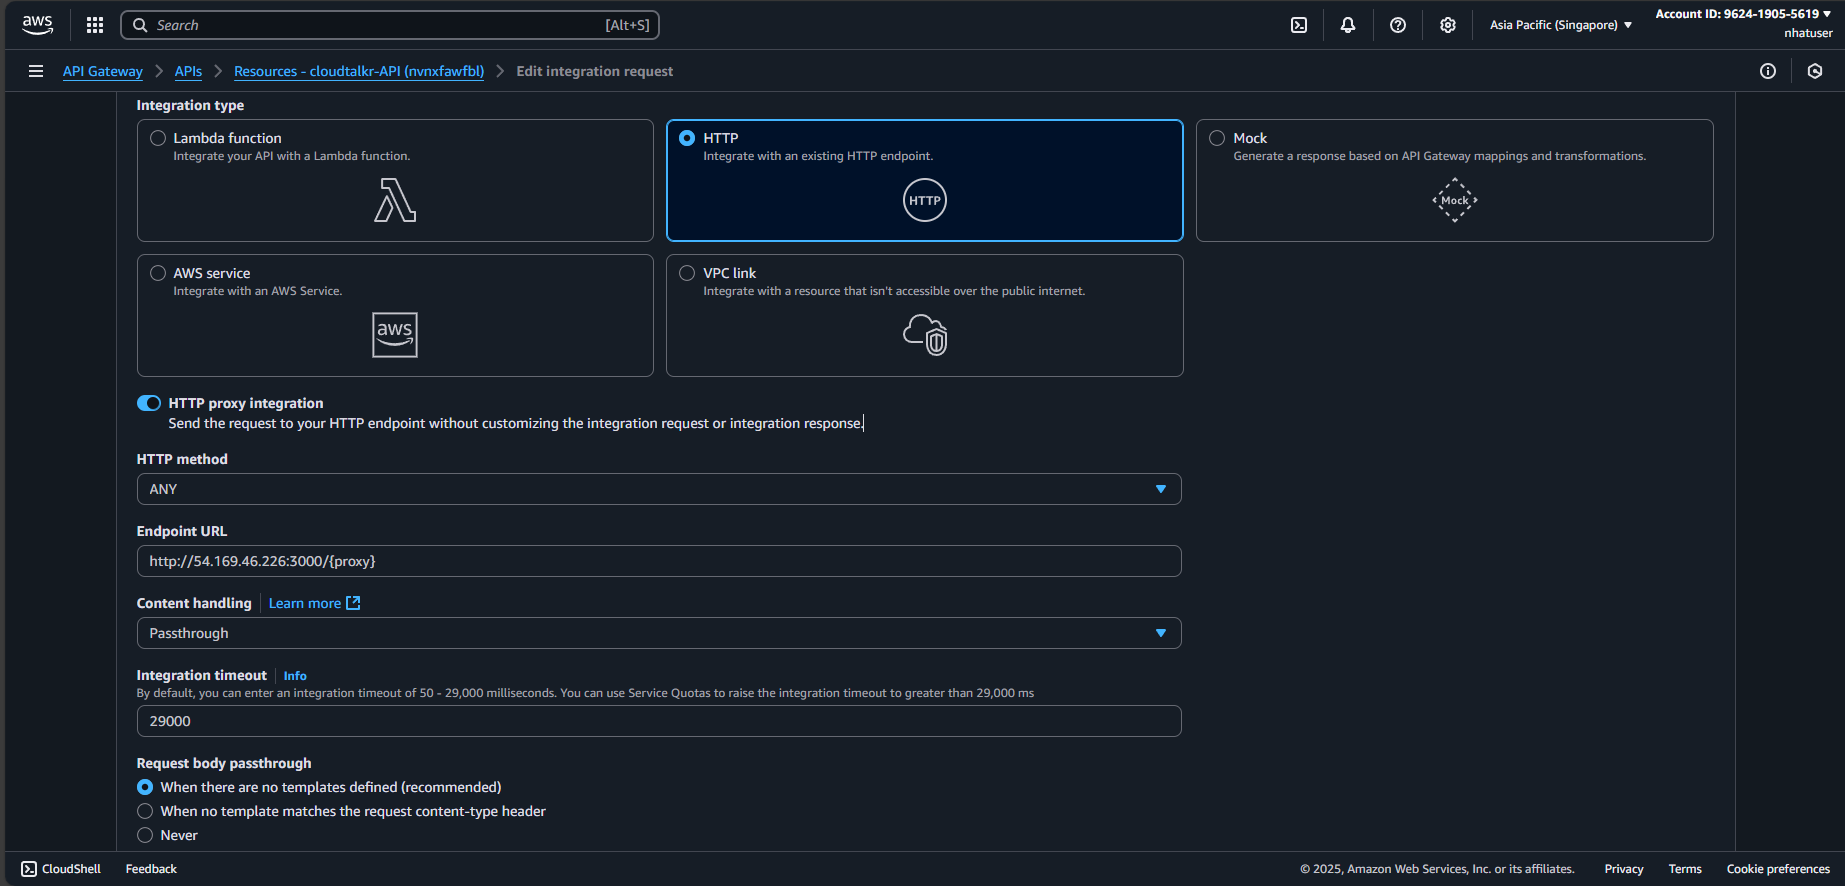 aws
Search
[Alt+S]
Asia Pacific (Singapore)
Account ID: 9624-1905-5619
nhatuser
API Gateway
APIs
Resources - cloudtalkr-API (nvnxfawfbl)
Edit integration request
Integration type
Lambda function
Integrate your API with a Lambda function.
HTTP
Integrate with an existing HTTP endpoint.
HTTP
Mock
Generate a response based on API Gateway mappings and transformations.
Mock
AWS service
Integrate with an AWS Service.
aws
VPC link
Integrate with a resource that isn't accessible over the public internet.
HTTP proxy integration
Send the request to your HTTP endpoint without customizing the integration request or integration response.
HTTP method
ANY
Endpoint URL
http://54.169.46.226:3000/{proxy}
Content handling
Learn more
Passthrough
Integration timeout
Info
By default, you can enter an integration timeout of 50 - 29,000 milliseconds. You can use Service Quotas to raise the integration timeout to greater than 29,000 ms
29000
Request body passthrough
When there are no templates defined (recommended)
When no template matches the request content-type header
Never
CloudShell
Feedback
© 2025, Amazon Web Services, Inc. or its affiliates.
Privacy
Terms
Cookie preferences